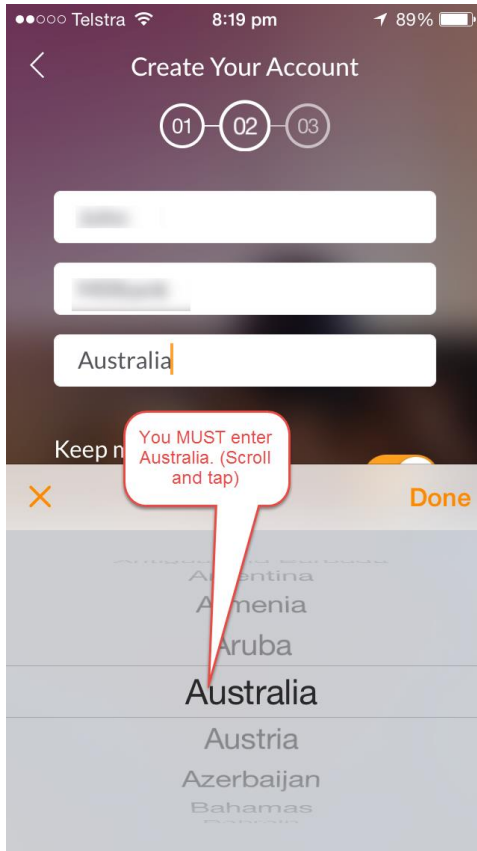 Telstra 8:19 pm 89%
Create Your Account
01 02 03
Australia
Keep
You MUST enter
Australia. (Scroll
and tap)
Done
Argentina
Armenia
Aruba
Australia
Austria
Azerbaijan
Bahamas